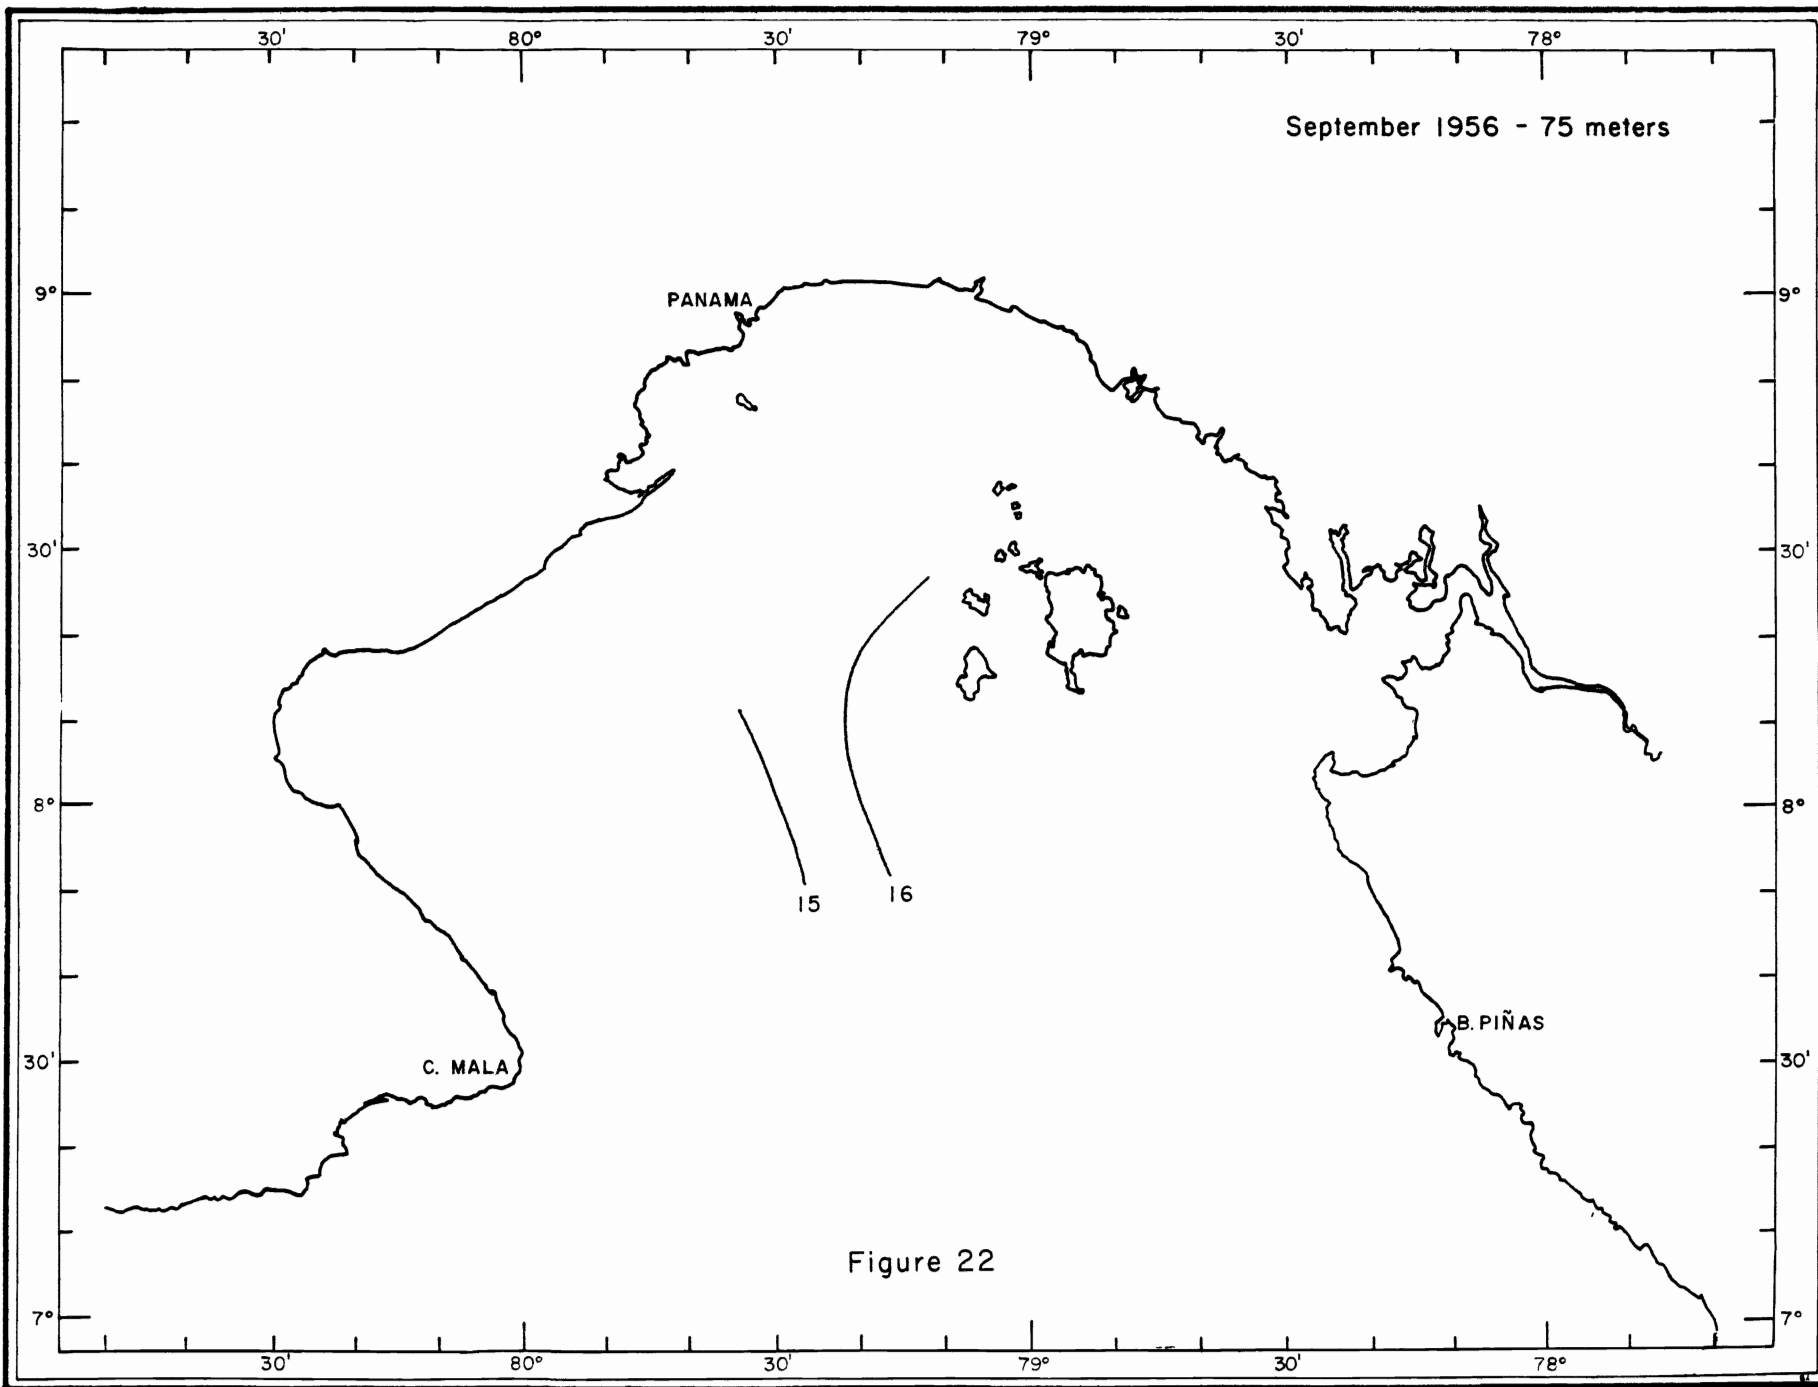 30' 80° 30' 79° 30' 78°
September 1956 - 75 meters
9° 9°
PANAMA
30' 30'
8° 8°
15 16
B. PIÑAS
30' 30'
C. MALA
Figure 22
7° 7°
30' 80° 30' 79° 30' 78°